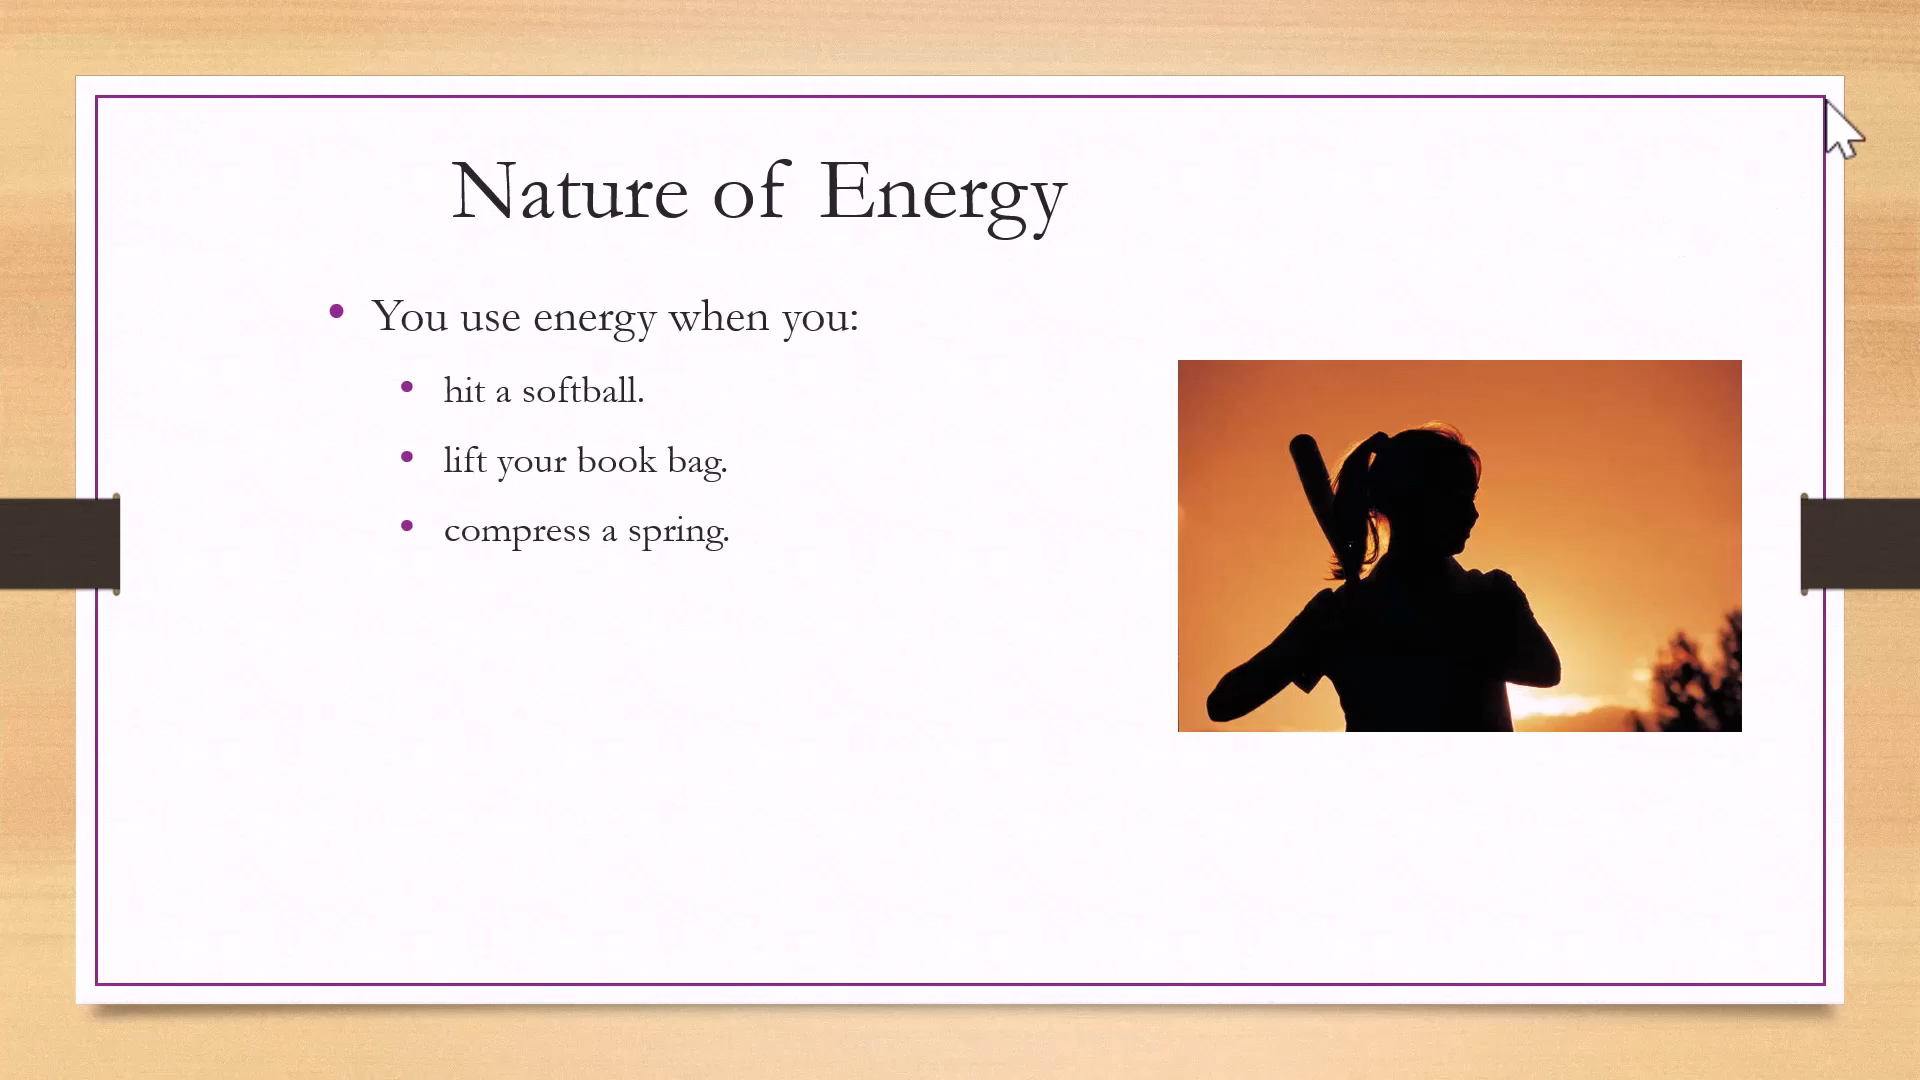 Nature of Energy
• You use energy when you:
• hit a softball.
• lift your book bag.
• compress a spring.